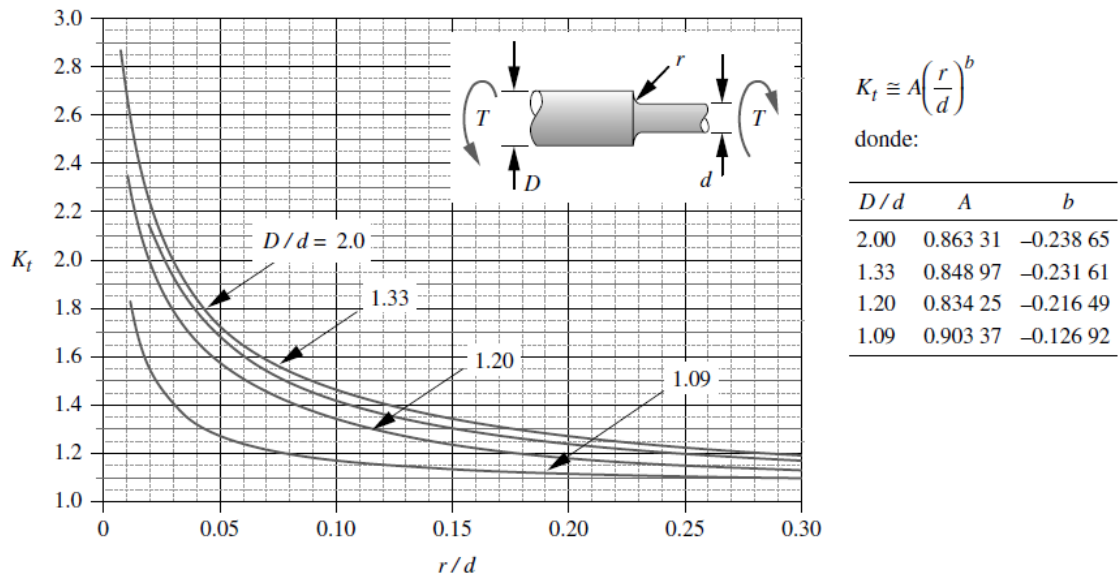 3.0
2.8
2.6
2.4
2.2
2.0
1.8
1.6
1.4
1.2
1.0
K_t
0 0.05 0.10 0.15 0.20 0.25 0.30
r / d
T
D
r
d
T
D / d = 2.0
1.33
1.20
1.09
K_t ≅ A(r/d)^b
donde:
D / d A b
2.00 0.863 31 –0.238 65
1.33 0.848 97 –0.231 61
1.20 0.834 25 –0.216 49
1.09 0.903 37 –0.126 92